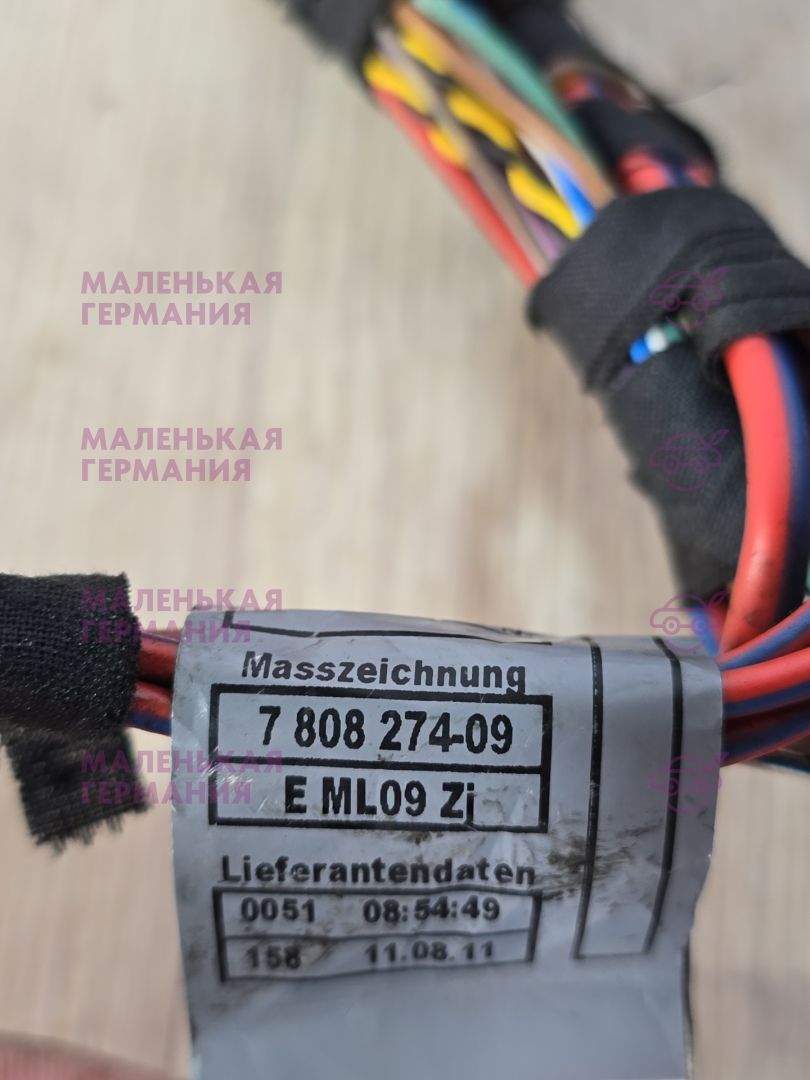 МАЛЕНЬКАЯ
ГЕРМАНИЯ
МАЛЕНЬКАЯ
ГЕРМАНИЯ
МАЛЕНЬКАЯ
ГЕРМАНИЯ
Masszeichnung
7 808 274-09
E ML09 Zi
МАЛЕНЬКАЯ
ГЕРМАНИЯ
Lieferantendaten
0051 08:54:49
158 11.08.11